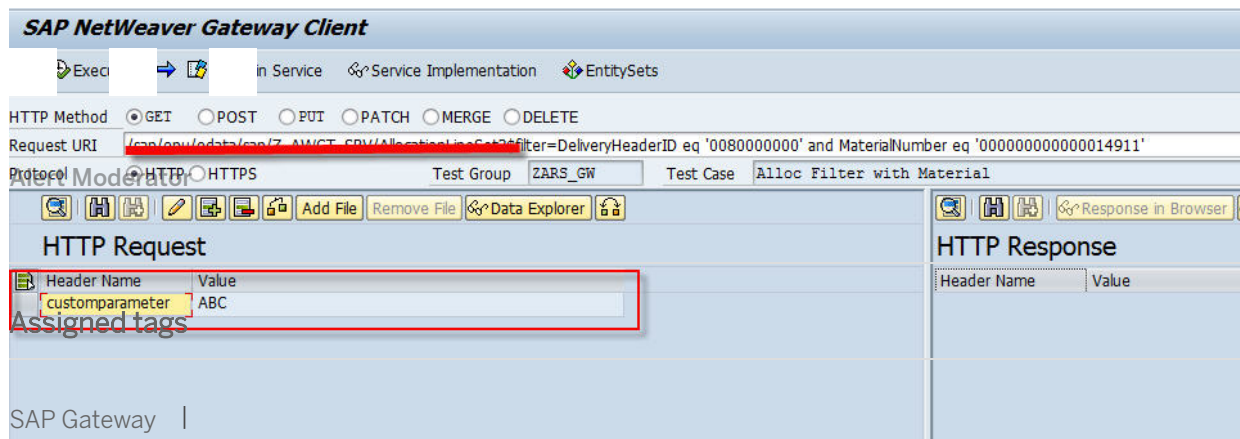 SAP NetWeaver Gateway Client
in Service Service Implementation EntitySets
HTTP Method GET POST PUT PATCH MERGE DELETE
Request URI =DeliveryHeaderID eq '0080000000' and MaterialNumber eq '000000000000014911'
Protocol HTTP HTTPS Test Group ZARS_GW Test Case Alloc Filter with Material
Alert Moderator
Add File Remove File Data Explorer Response in Browser
HTTP Request HTTP Response
Header Name Value Header Name Value
customparameter ABC
Assigned tags
SAP Gateway |